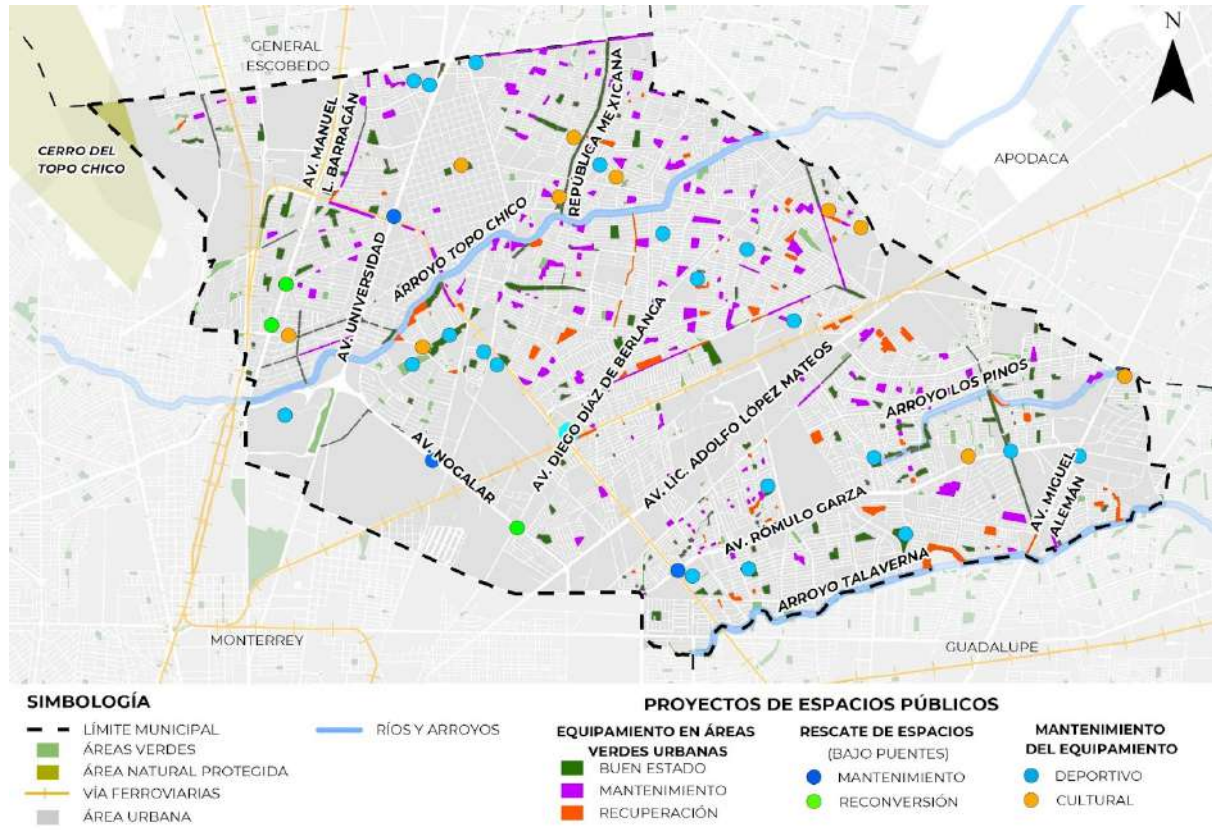 N
GENERAL
ESCOBEDO
CERRO DEL
TOPO CHICO
AV. MANUEL
L. BARRAGÁN
REPÚBLICA MEXICANA
APODACA
AV. UNIVERSIDAD
ARROYO TOPO CHICO
AV. DIEGO DÍAZ DE BERLANGA
AV. LIC. ADOLFO LÓPEZ MATEOS
ARROYO LOS PINOS
AV. NOGALAR
AV. RÓMULO GARZA
AV. MIGUEL
ALEMÁN
ARROYO TALAVERNA
MONTERREY
GUADALUPE
SIMBOLOGÍA
LÍMITE MUNICIPAL
ÁREAS VERDES
ÁREA NATURAL PROTEGIDA
VÍA FERROVIARIAS
ÁREA URBANA
RÍOS Y ARROYOS
PROYECTOS DE ESPACIOS PÚBLICOS
EQUIPAMIENTO EN ÁREAS
VERDES URBANAS
BUEN ESTADO
MANTENIMIENTO
RECUPERACIÓN
RESCATE DE ESPACIOS
(BAJO PUENTES)
MANTENIMIENTO
RECONVERSIÓN
MANTENIMIENTO
DEL EQUIPAMIENTO
DEPORTIVO
CULTURAL